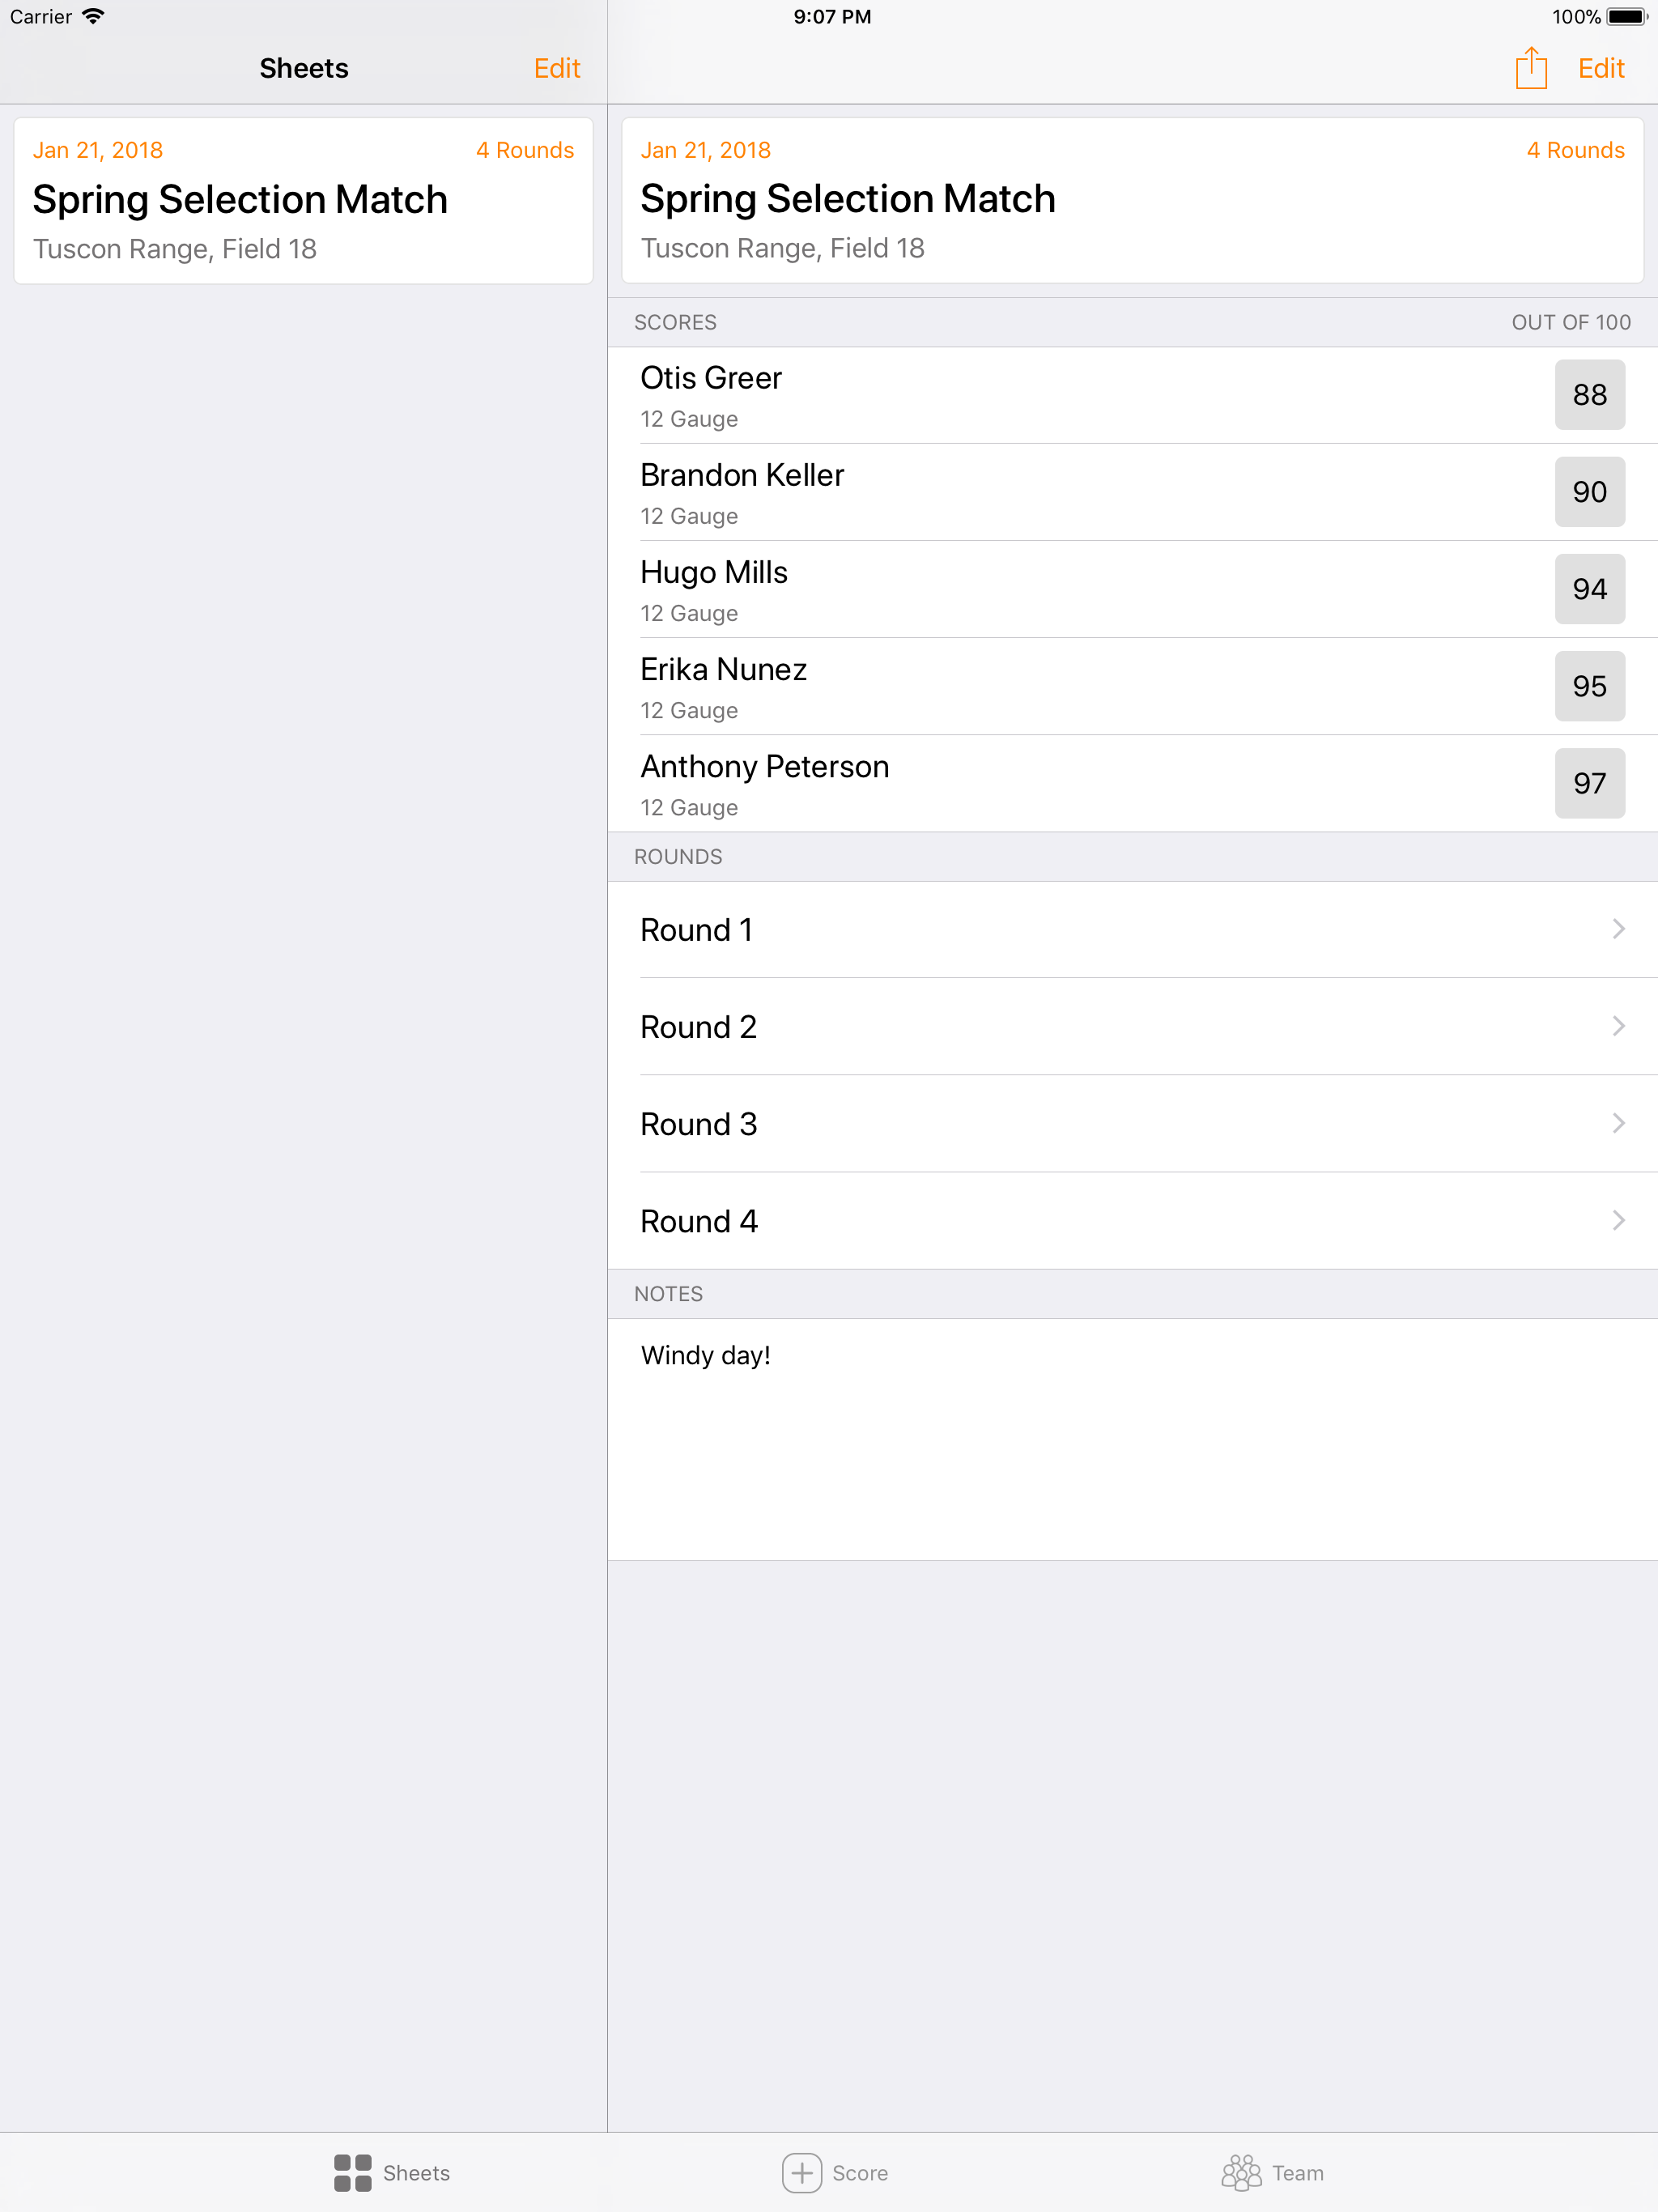 Carrier
9:07 PM
100%
Sheets
Edit
Edit
Jan 21, 2018
4 Rounds
Spring Selection Match
Tuscon Range, Field 18
Jan 21, 2018
4 Rounds
Spring Selection Match
Tuscon Range, Field 18
SCORES
OUT OF 100
Otis Greer
12 Gauge
88
Brandon Keller
12 Gauge
90
Hugo Mills
12 Gauge
94
Erika Nunez
12 Gauge
95
Anthony Peterson
12 Gauge
97
ROUNDS
Round 1
Round 2
Round 3
Round 4
NOTES
Windy day!
Sheets
Score
Team